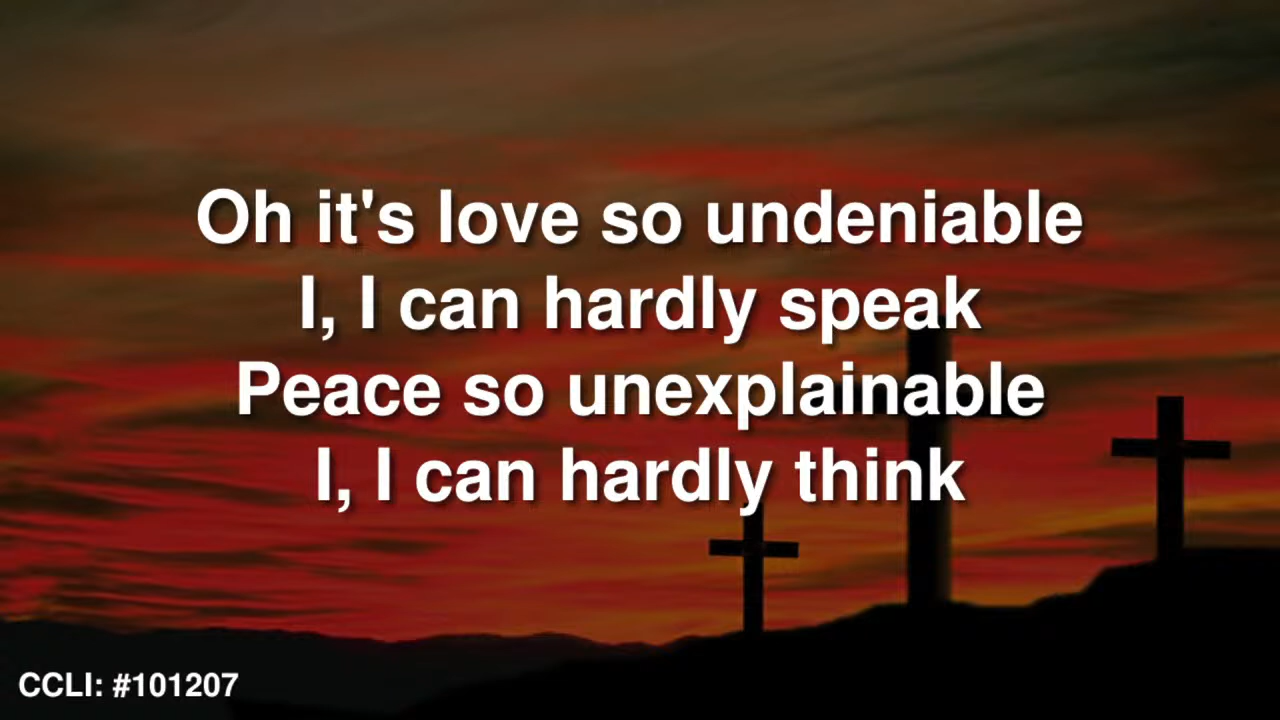 Oh it's love so undeniable
I, I can hardly speak
Peace so unexplainable
I, I can hardly think
CCLI: #101207